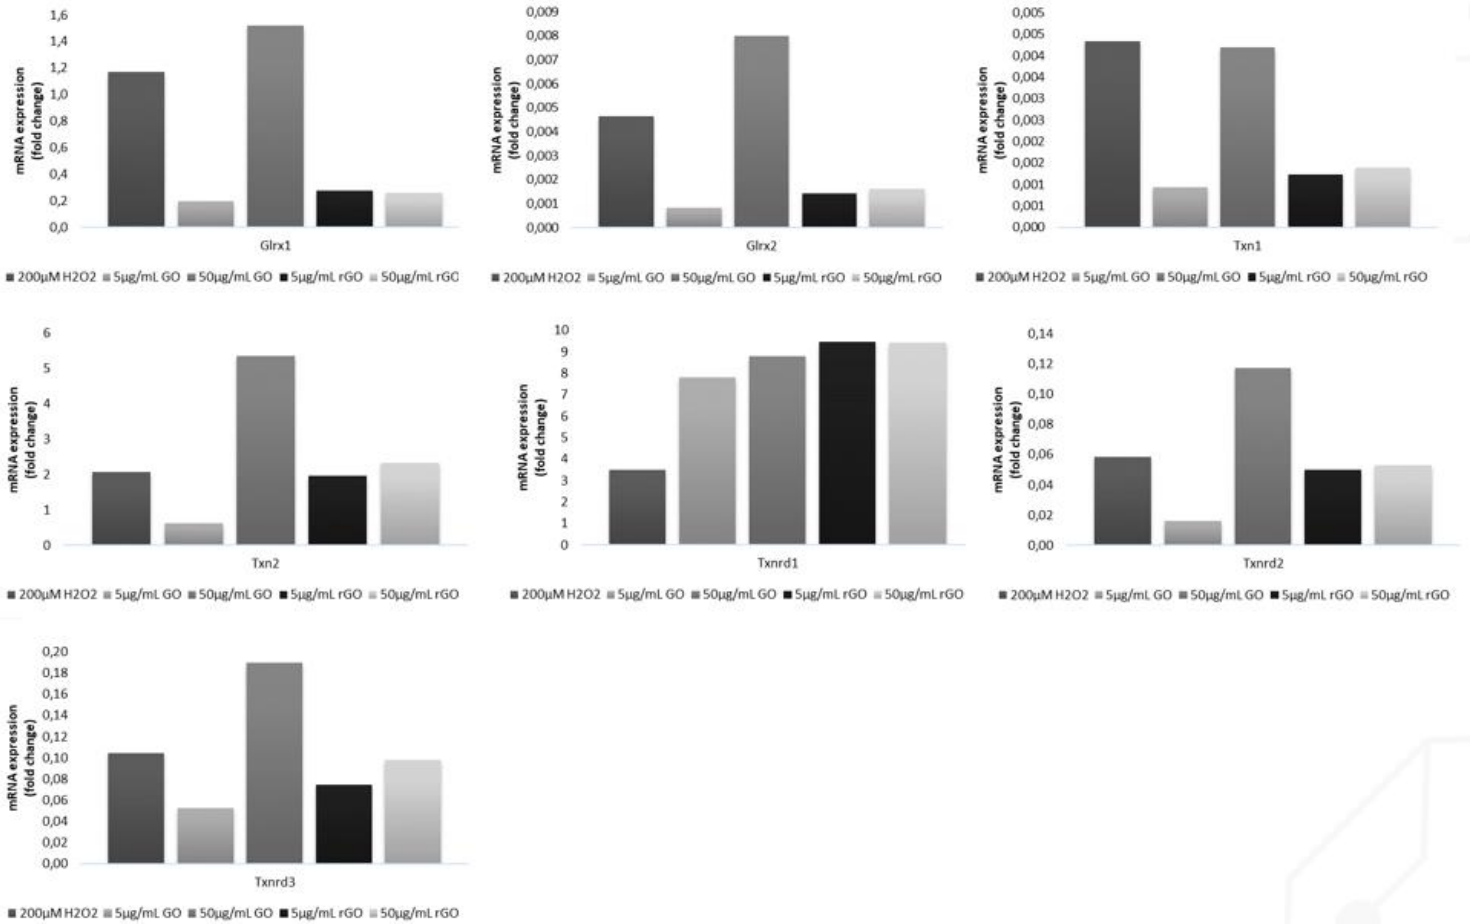 mRNA expression
(fold change)
1,6
1,4
1,2
1,0
0,8
0,6
0,4
0,2
0,0
Glrx1
200µM H2O2 5µg/mL GO 50µg/mL GO 5µg/mL rGO 50µg/mL rGO
mRNA expression
(fold change)
0,009
0,008
0,007
0,006
0,005
0,004
0,003
0,002
0,001
0,000
Glrx2
200µM H2O2 5µg/mL GO 50µg/mL GO 5µg/mL rGO 50µg/mL rGO
mRNA expression
(fold change)
0,005
0,005
0,004
0,004
0,003
0,003
0,002
0,002
0,001
0,001
0,000
Txn1
200µM H2O2 5µg/mL GO 50µg/mL GO 5µg/mL rGO 50µg/mL rGO
mRNA expression
(fold change)
6
5
4
3
2
1
0
Txn2
200µM H2O2 5µg/mL GO 50µg/mL GO 5µg/mL rGO 50µg/mL rGO
mRNA expression
(fold change)
10
9
8
7
6
5
4
3
2
1
0
Txnrd1
200µM H2O2 5µg/mL GO 50µg/mL GO 5µg/mL rGO 50µg/mL rGO
mRNA expression
(fold change)
0,14
0,12
0,10
0,08
0,06
0,04
0,02
0,00
Txnrd2
200µM H2O2 5µg/mL GO 50µg/mL GO 5µg/mL rGO 50µg/mL rGO
mRNA expression
(fold change)
0,20
0,18
0,16
0,14
0,12
0,10
0,08
0,06
0,04
0,02
0,00
Txnrd3
200µM H2O2 5µg/mL GO 50µg/mL GO 5µg/mL rGO 50µg/mL rGO